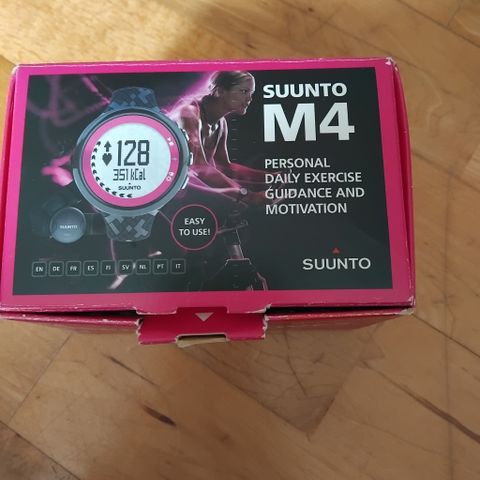 SUUNTO
M4
PERSONAL
DAILY EXERCISE
GUIDANCE AND
MOTIVATION
128
351 kCal
SUUNTO
SUUNTO
EASY
TO USE!
SUUNTO
EN DE FR ES FI SV NL PT IT